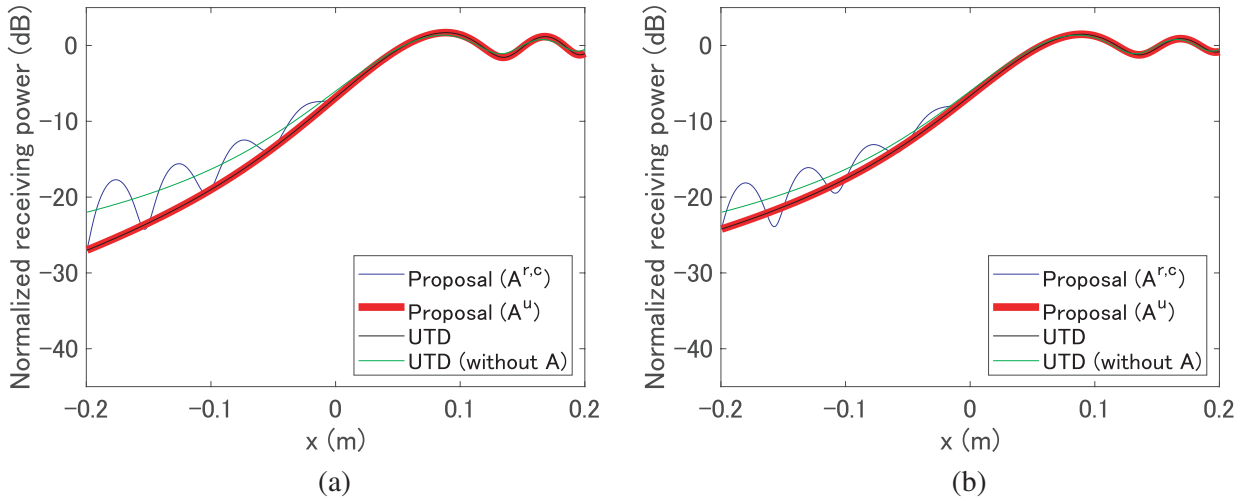 (a)
Normalized receiving power (dB)
0
−10
−20
−30
−40
Proposal (A^r,c)
Proposal (A^u)
UTD
UTD (without A)
−0.2
−0.1
0
0.1
0.2
x (m)
(a)
(b)
Normalized receiving power (dB)
0
−10
−20
−30
−40
Proposal (A^r,c)
Proposal (A^u)
UTD
UTD (without A)
−0.2
−0.1
0
0.1
0.2
x (m)
(b)